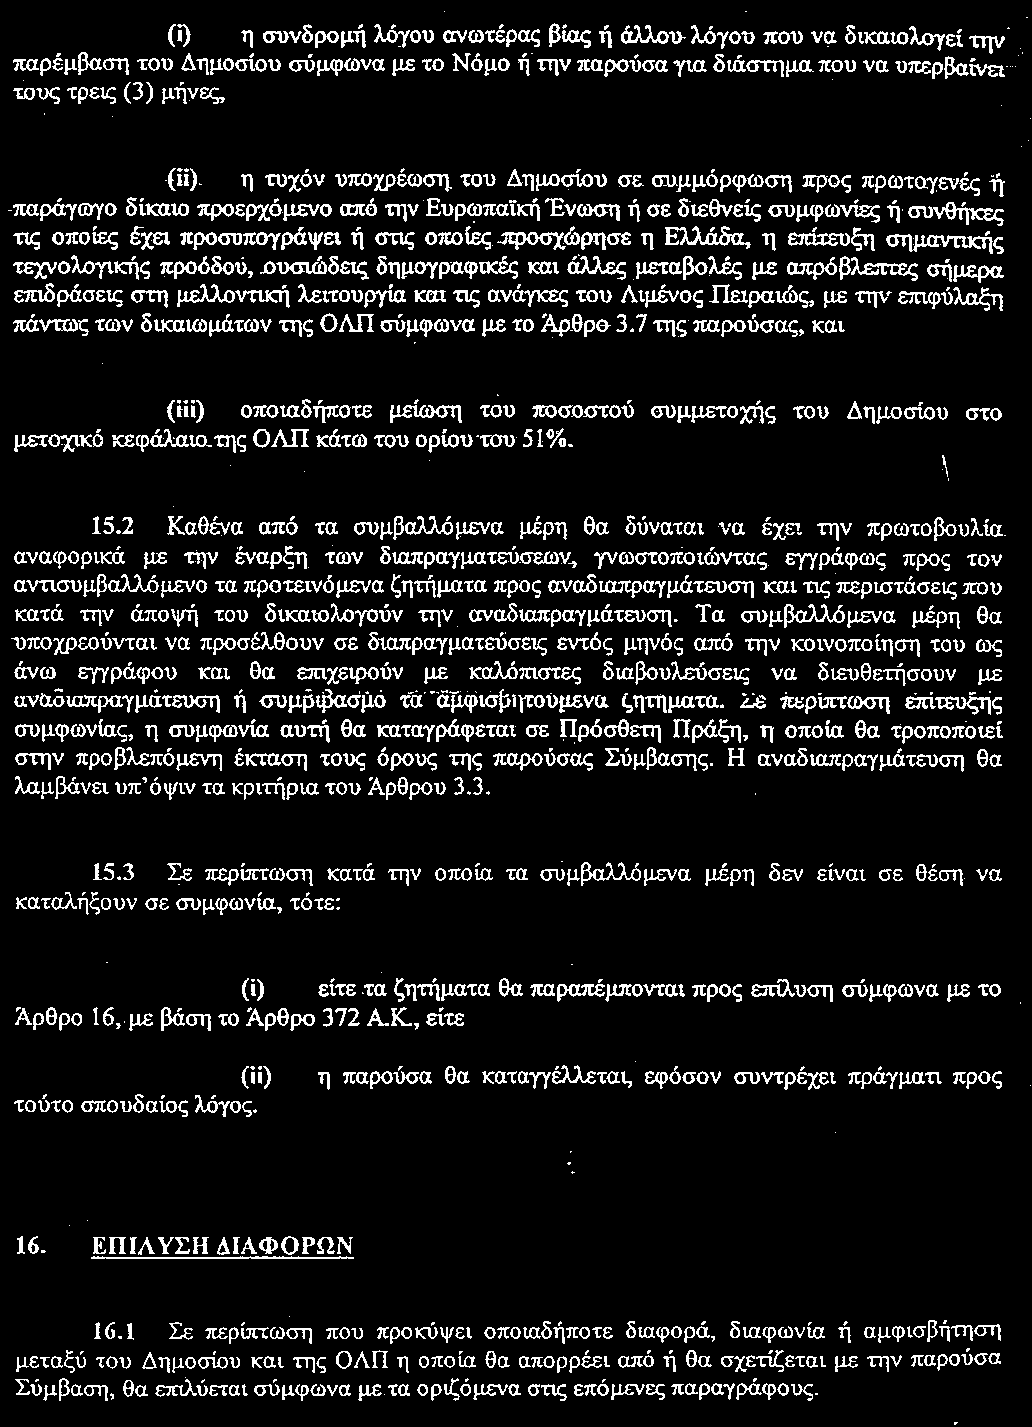 (i) η συνδρομή λόγου ανωτέρας βίας ή άλλου λόγου που να δικαιολογεί την
παρέμβαση του Δημοσίου σύμφωνα με το Νόμο ή την παρούσα για διάστημα που να υπερβαίνει
τους τρεις (3) μήνες,
(ii) η τυχόν υποχρέωση του Δημοσίου σε συμμόρφωση προς πρωτογενές ή
παράγωγο δίκαιο προερχόμενο από την Ευρωπαϊκή Ένωση ή σε διεθνείς συμφωνίες ή συνθήκες
τις οποίες έχει προσυπογράψει ή στις οποίες προσχώρησε η Ελλάδα, η επίτευξη σημαντικής
τεχνολογικής προόδου, ουσιώδεις δημογραφικές και άλλες μεταβολές με απρόβλεπτες σήμερα
επιδράσεις στη μελλοντική λειτουργία και τις ανάγκες του Λιμένος Πειραιώς, με την επιφύλαξη
πάντως των δικαιωμάτων της ΟΛΠ σύμφωνα με το Άρθρο 3.7 της παρούσας, και
(iii) οποιαδήποτε μείωση του ποσοστού συμμετοχής του Δημοσίου στο
μετοχικό κεφάλαιο της ΟΛΠ κάτω του ορίου του 51%.
15.2 Καθένα από τα συμβαλλόμενα μέρη θα δύναται να έχει την πρωτοβουλία
αναφορικά με την έναρξη των διαπραγματεύσεων, γνωστοποιώντας εγγράφως προς τον
αντισυμβαλλόμενο τα προτεινόμενα ζητήματα προς αναδιαπραγμάτευση και τις περιστάσεις που
κατά την άποψή του δικαιολογούν την αναδιαπραγμάτευση. Τα συμβαλλόμενα μέρη θα
υποχρεούνται να προσέλθουν σε διαπραγματεύσεις εντός μηνός από την κοινοποίηση του ως
άνω εγγράφου και θα επιχειρούν με καλόπιστες διαβουλεύσεις να διευθετήσουν με
αναδιαπραγμάτευση ή συμβιβασμό τα αμφισβητούμενα ζητήματα. Σε περίπτωση επίτευξης
συμφωνίας, η συμφωνία αυτή θα καταγράφεται σε Πρόσθετη Πράξη, η οποία θα τροποποιεί
στην προβλεπόμενη έκταση τους όρους της παρούσας Σύμβασης. Η αναδιαπραγμάτευση θα
λαμβάνει υπ' όψιν τα κριτήρια του Άρθρου 3.3.
15.3 Σε περίπτωση κατά την οποία τα συμβαλλόμενα μέρη δεν είναι σε θέση να
καταλήξουν σε συμφωνία, τότε:
(i) είτε τα ζητήματα θα παραπέμπονται προς επίλυση σύμφωνα με το
Άρθρο 16, με βάση το Άρθρο 372 Α.Κ., είτε
(ii) η παρούσα θα καταγγέλλεται, εφόσον συντρέχει πράγματι προς
τούτο σπουδαίος λόγος.
16. ΕΠΙΛΥΣΗ ΔΙΑΦΟΡΩΝ
16.1 Σε περίπτωση που προκύψει οποιαδήποτε διαφορά, διαφωνία ή αμφισβήτηση
μεταξύ του Δημοσίου και της ΟΛΠ η οποία θα απορρέει από ή θα σχετίζεται με την παρούσα
Σύμβαση, θα επιλύεται σύμφωνα με τα οριζόμενα στις επόμενες παραγράφους.